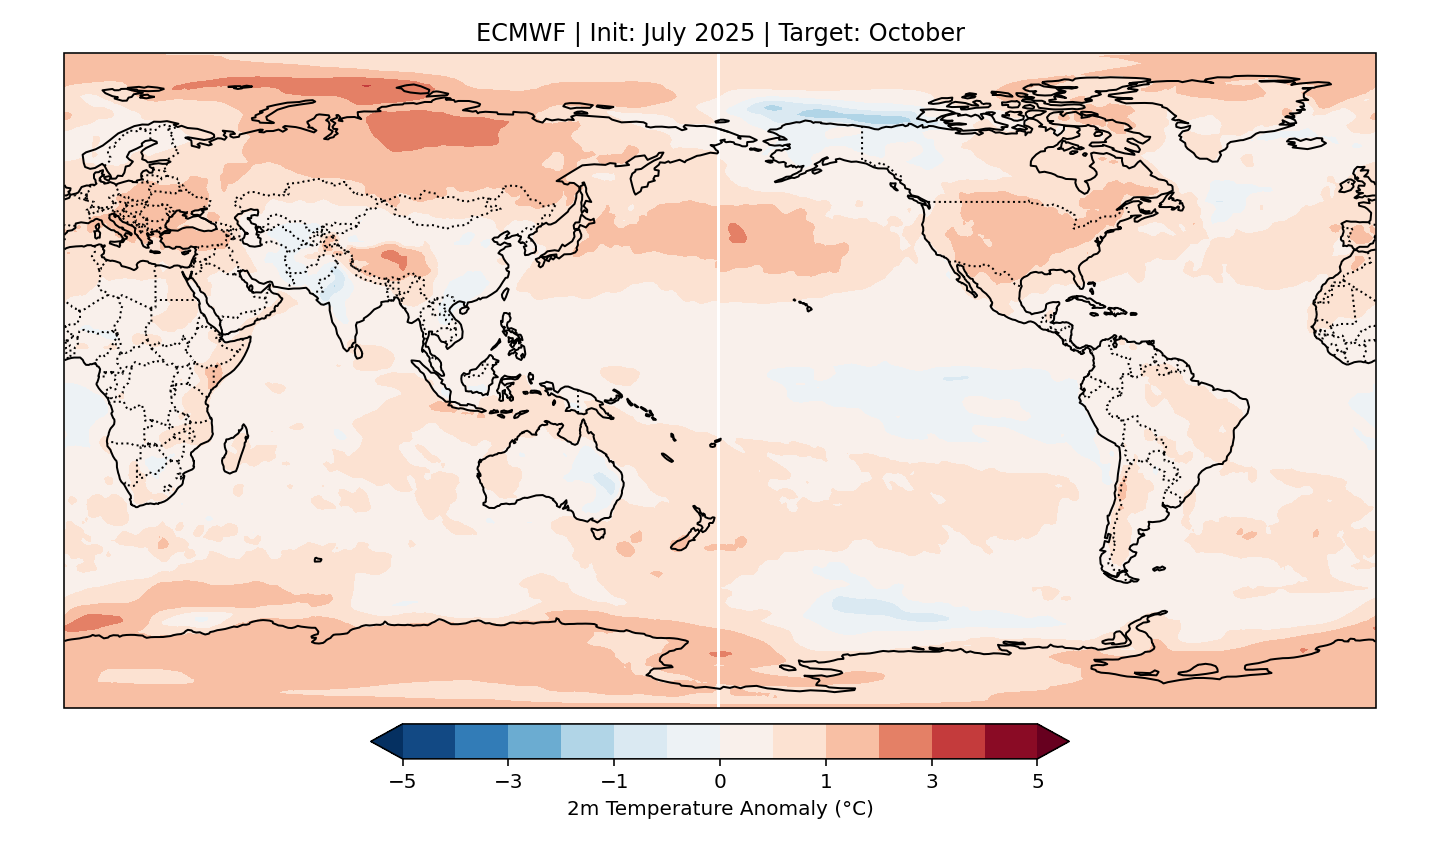 ECMWF | Init: July 2025 | Target: October
−5 −3 −1 0 1 3 5
2m Temperature Anomaly (°C)